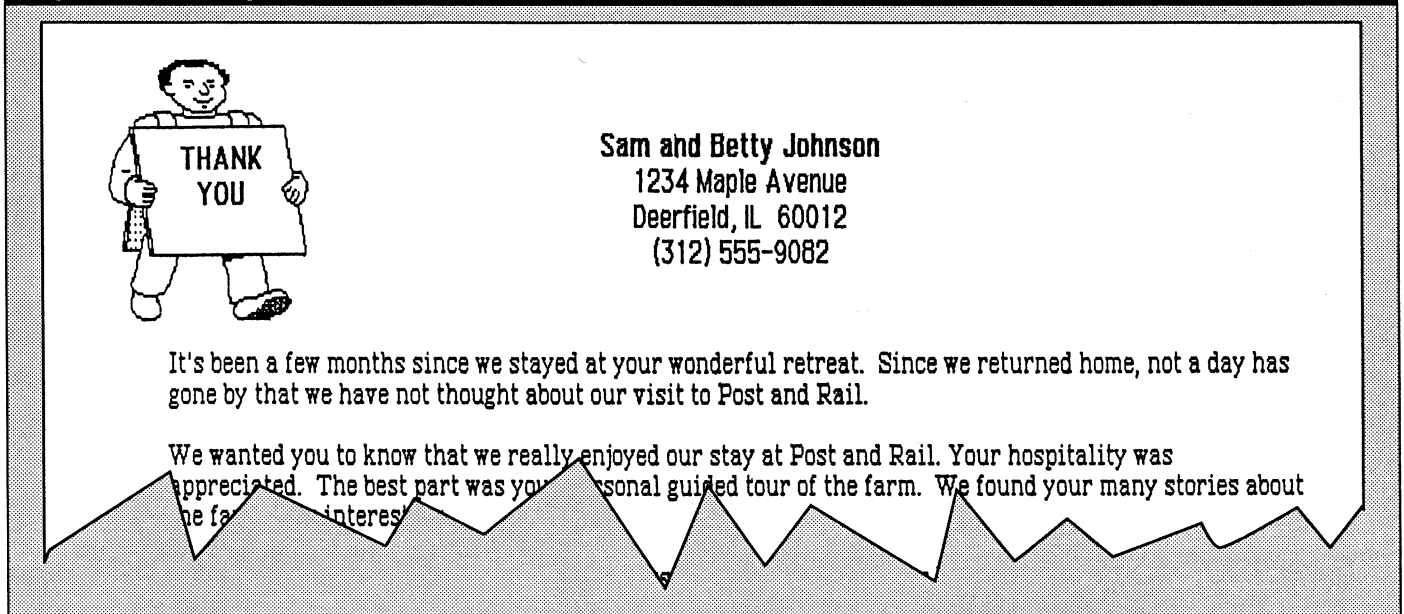 THANK
YOU
Sam and Betty Johnson
1234 Maple Avenue
Deerfield, IL  60012
(312) 555-9082
It's been a few months since we stayed at your wonderful retreat.  Since we returned home, not a day has
gone by that we have not thought about our visit to Post and Rail.
We wanted you to know that we really enjoyed our stay at Post and Rail. Your hospitality was
appreciated.  The best part was your personal guided tour of the farm.  We found your many stories about